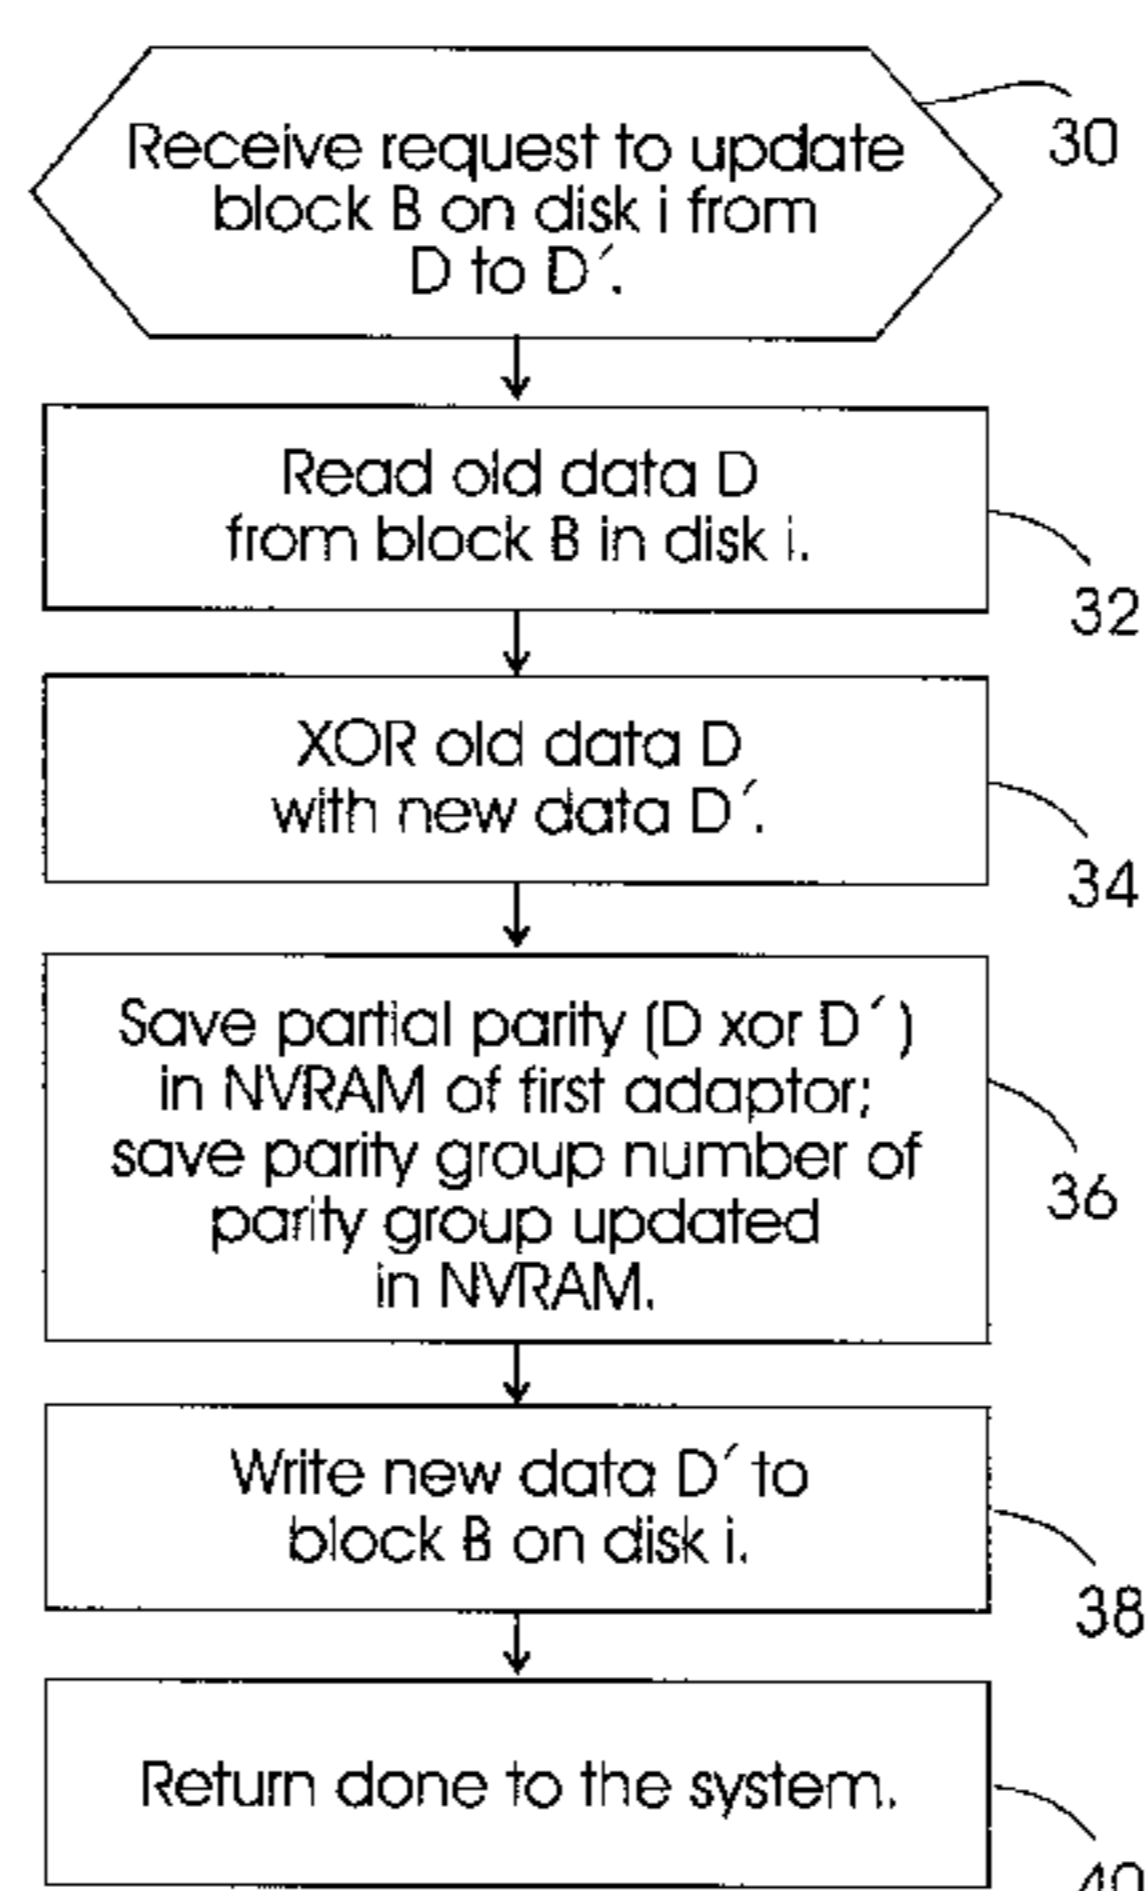 Receive request to update
30
block B on disk i from
D to D´.
Read old data D
from block B in disk i.
32
XOR old data D
with new data D´.
34
Save partial parity (D xor D´)
in NVRAM of first adaptor;
save parity group number of
36
parity group updated
in NVRAM.
Write new data D´ to
block B on disk i.
38
Return done to the system.
40